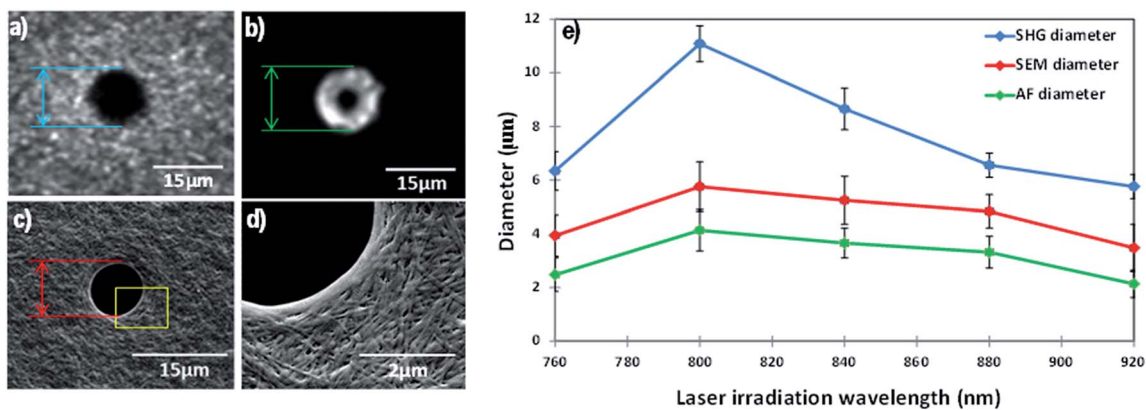 a)
15µm
b)
15µm
c)
15µm
d)
2µm
e)
Diameter (µm)
12
10
8
6
4
2
0
760 780 800 820 840 860 880 900 920
Laser irradiation wavelength (nm)
SHG diameter
SEM diameter
AF diameter